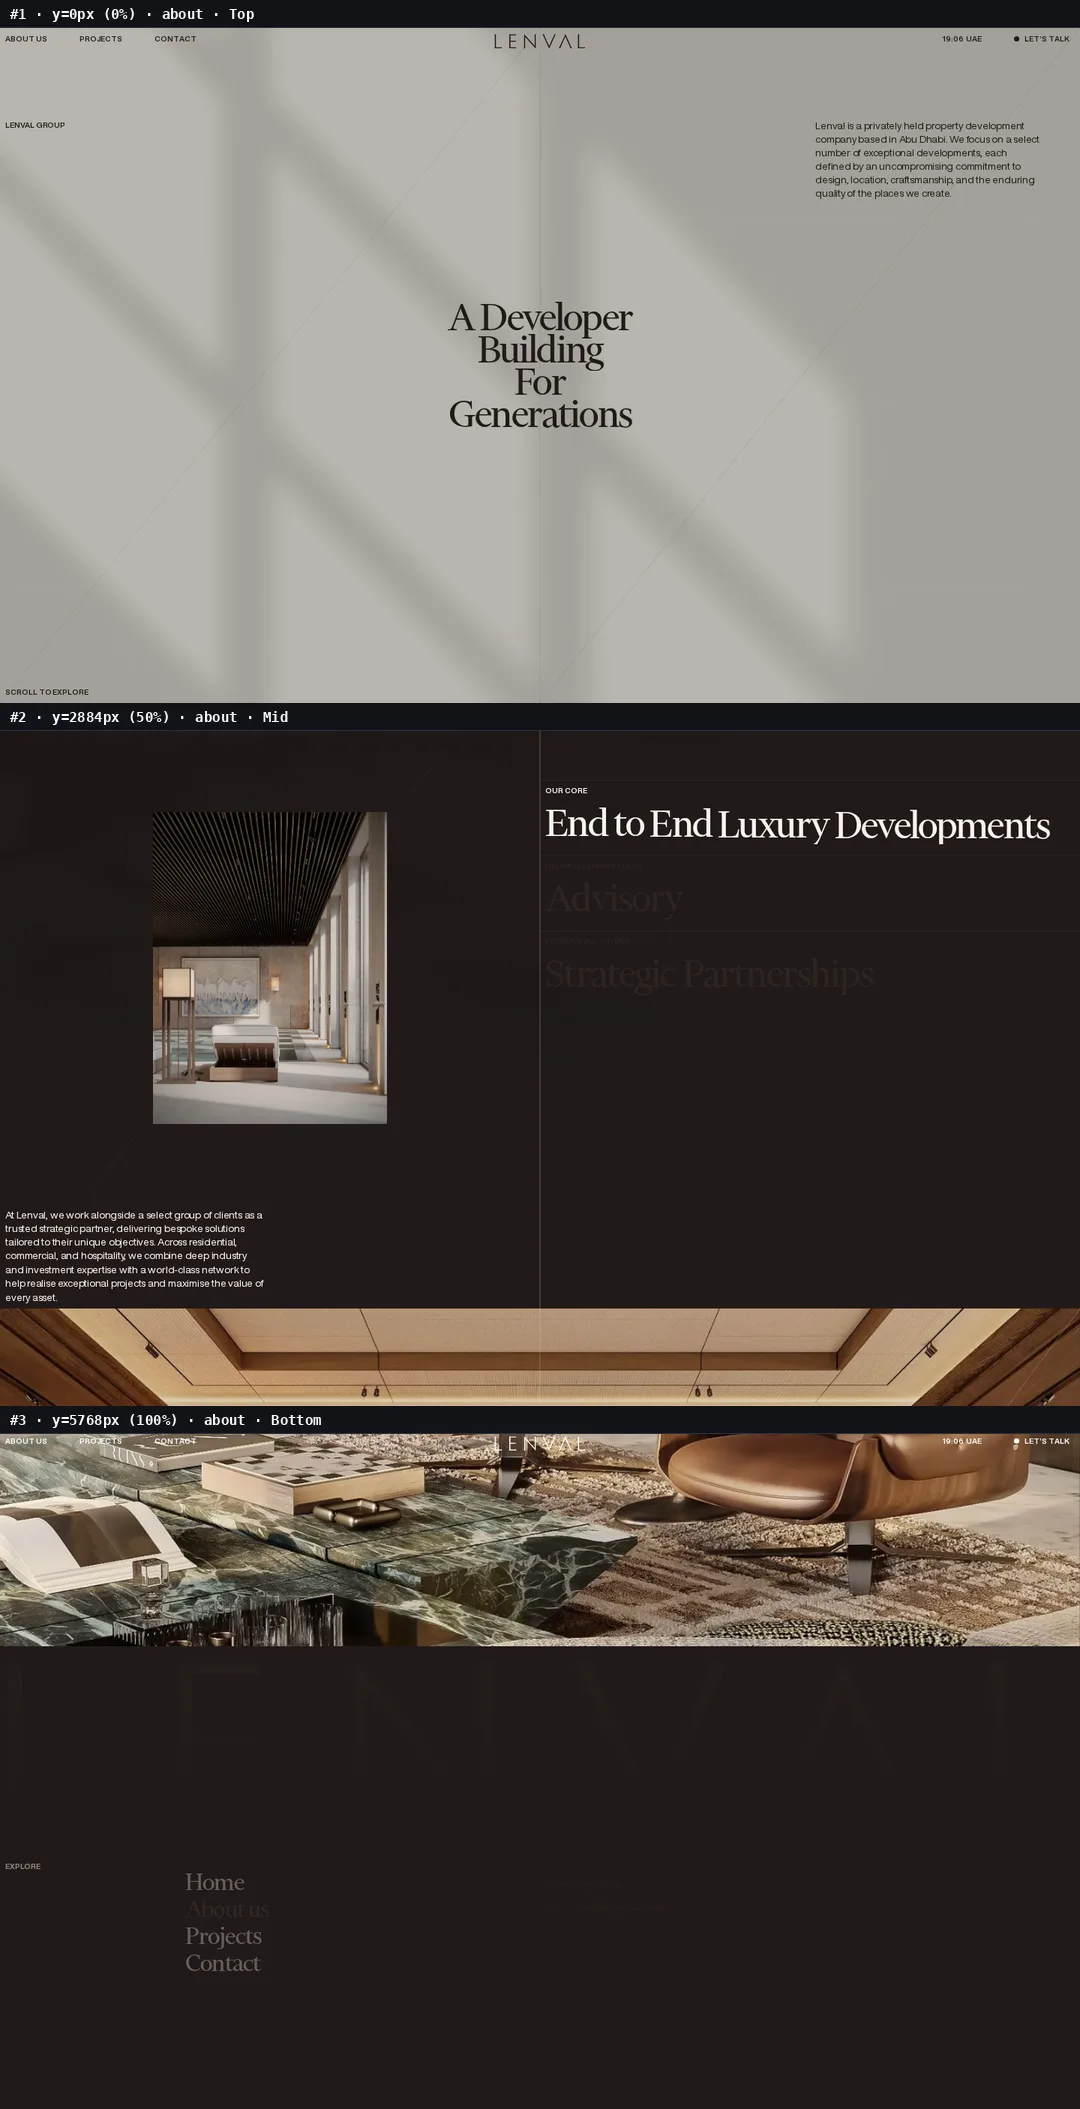 #1 · y=0px (0%) · about · Top
ABOUT US PROJECTS CONTACT LENVAL 19:06 UAE LET'S TALK
LENVAL GROUP
Lenval is a privately held property development
company based in Abu Dhabi. We focus on a select
number of exceptional developments, each
defined by an uncompromising commitment to
design, location, craftsmanship, and the enduring
quality of the places we create.
A Developer
Building
For
Generations
SCROLL TO EXPLORE
#2 · y=2884px (50%) · about · Mid
OUR CORE
End to End Luxury Developments
Advisory
Strategic Partnerships
At Lenval, we work alongside a select group of clients as a
trusted strategic partner, delivering bespoke solutions
tailored to their unique objectives. Across residential,
commercial, and hospitality, we combine deep industry
and investment expertise with a world-class network to
help realise exceptional projects and maximise the value of
every asset.
#3 · y=5768px (100%) · about · Bottom
ABOUT US PROJECTS CONTACT LENVAL 19:06 UAE LET'S TALK
LENVAL
EXPLORE
Home
About us
Projects
Contact